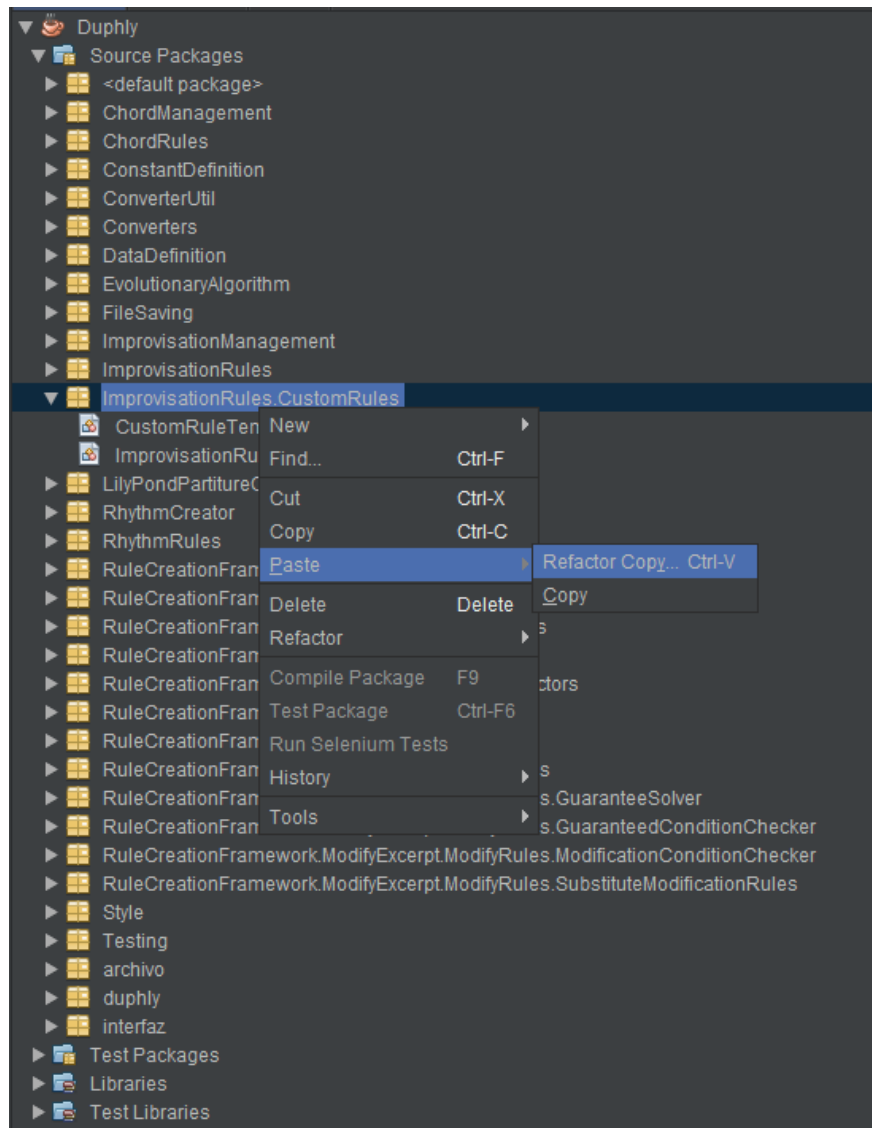 Duphly
Source Packages
<default package>
ChordManagement
ChordRules
ConstantDefinition
ConverterUtil
Converters
DataDefinition
EvolutionaryAlgorithm
FileSaving
ImprovisationManagement
ImprovisationRules
ImprovisationRules.CustomRules
CustomRuleTen New
ImprovisationRu Find... Ctrl-F
LilyPondPartiture
RhythmCreator
RhythmRules
Cut Ctrl-X
Copy Ctrl-C
Paste Refactor Copy... Ctrl-V
Copy
RuleCreationFram
RuleCreationFram Delete Delete
RuleCreationFram s
RuleCreationFram Refactor
RuleCreationFram Compile Package F9 ctors
RuleCreationFram Test Package Ctrl-F6
RuleCreationFram Run Selenium Tests
RuleCreationFram History s
RuleCreationFram s.GuaranteeSolver
RuleCreationFram Tools s.GuaranteedConditionChecker
RuleCreationFramework.ModifyExcerpt.ModifyRules.ModificationConditionChecker
RuleCreationFramework.ModifyExcerpt.ModifyRules.SubstituteModificationRules
Style
Testing
archivo
duphly
interfaz
Test Packages
Libraries
Test Libraries